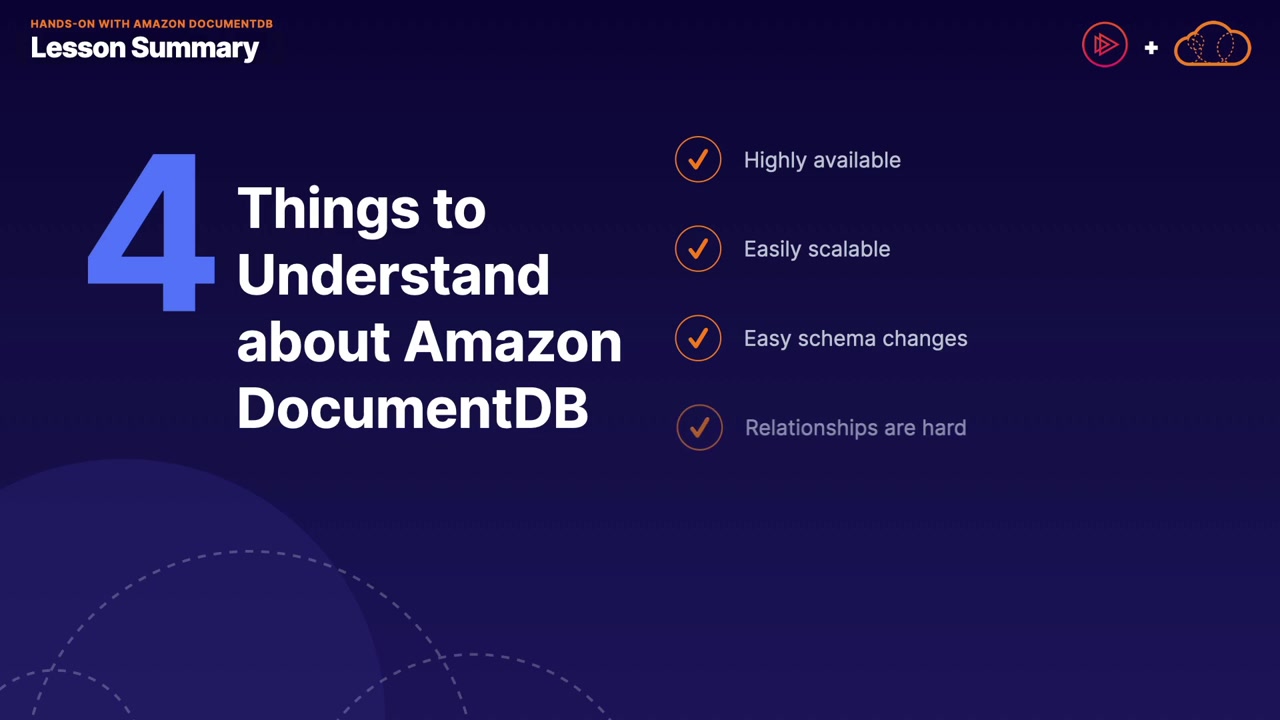 HANDS-ON WITH AMAZON DOCUMENTDB
Lesson Summary
+
4
Things to
Understand
about Amazon
DocumentDB
Highly available
Easily scalable
Easy schema changes
Relationships are hard